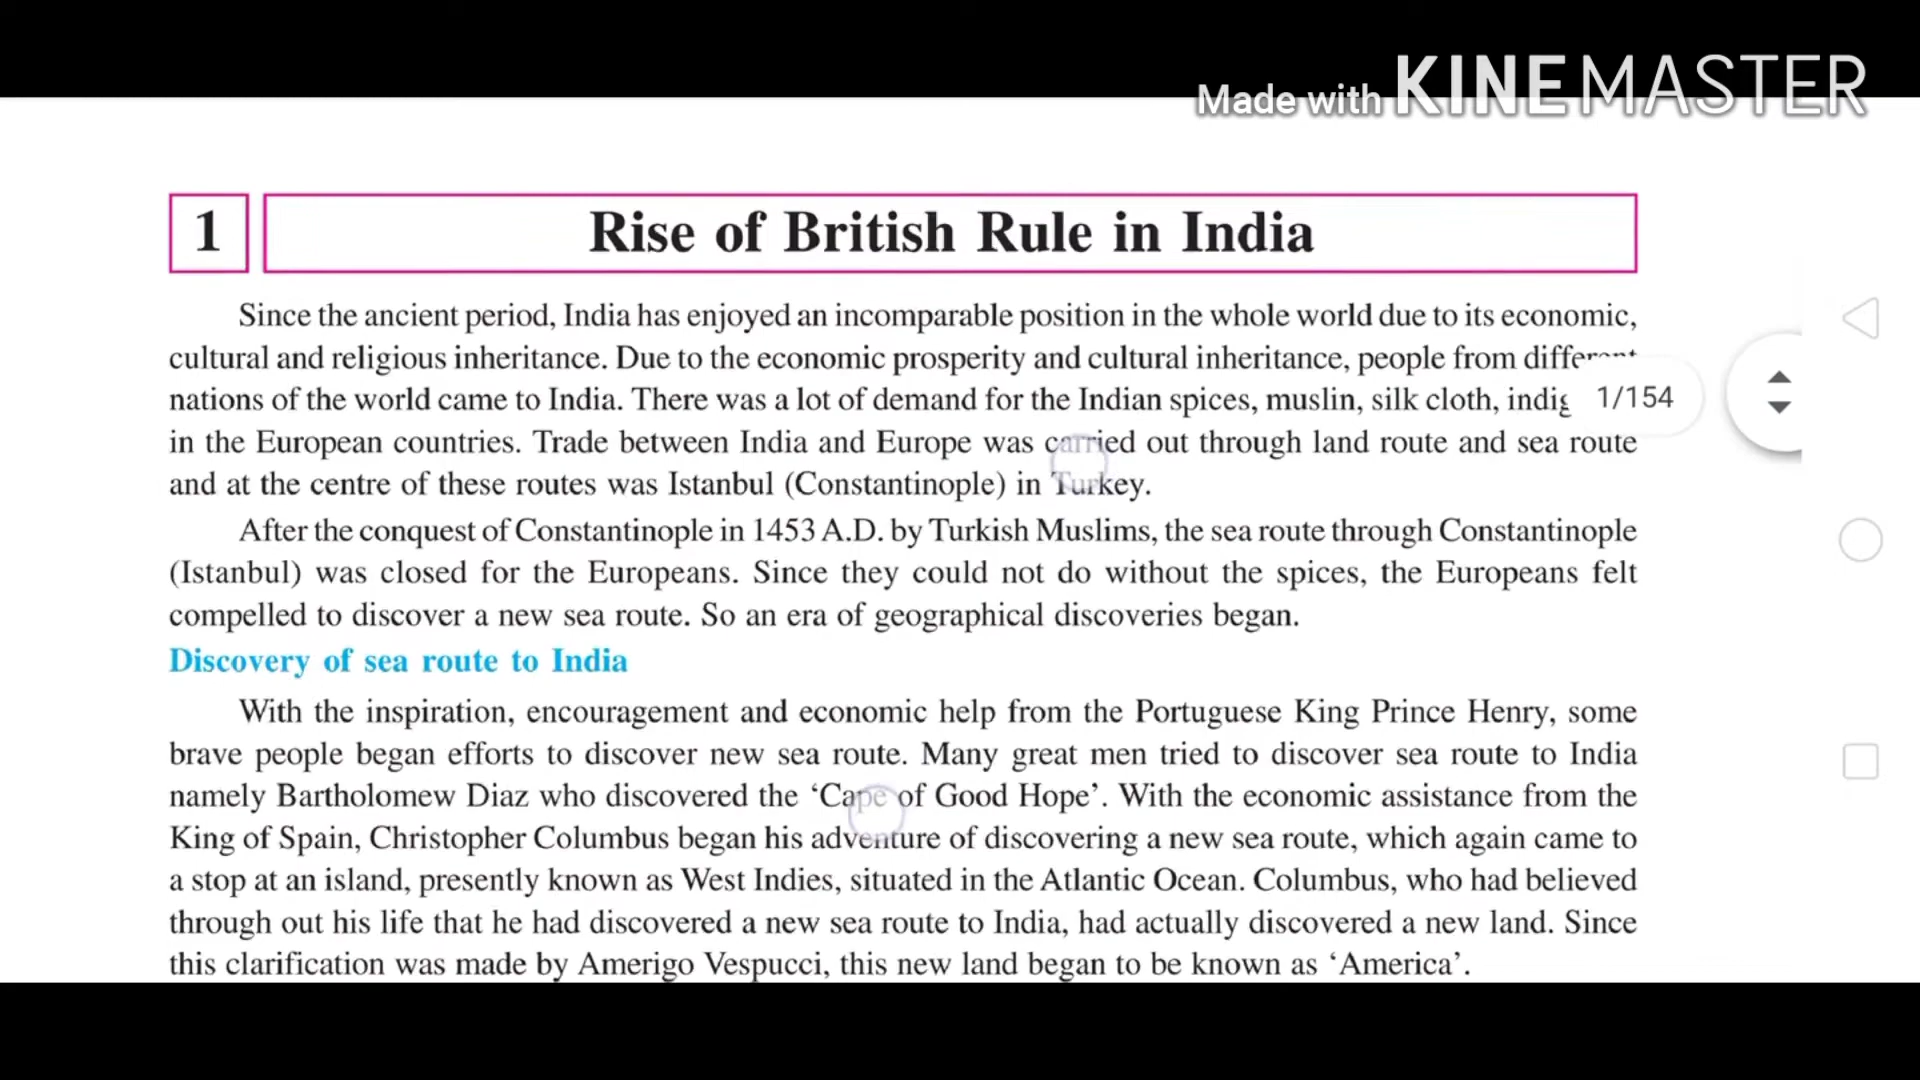 Made with KINEMASTER
1 Rise of British Rule in India
Since the ancient period, India has enjoyed an incomparable position in the whole world due to its economic,
cultural and religious inheritance. Due to the economic prosperity and cultural inheritance, people from different
nations of the world came to India. There was a lot of demand for the Indian spices, muslin, silk cloth,
1/154
in the European countries. Trade between India and Europe was carried out through land route and sea route
and at the centre of these routes was Istanbul (Constantinople) in Turkey.
After the conquest of Constantinople in 1453 A.D. by Turkish Muslims, the sea route through Constantinople
(Istanbul) was closed for the Europeans. Since they could not do without the spices, the Europeans felt
compelled to discover a new sea route. So an era of geographical discoveries began.
Discovery of sea route to India
With the inspiration, encouragement and economic help from the Portuguese King Prince Henry, some
brave people began efforts to discover new sea route. Many great men tried to discover sea route to India
namely Bartholomew Diaz who discovered the ‘Cape of Good Hope’. With the economic assistance from the
King of Spain, Christopher Columbus began his adventure of discovering a new sea route, which again came to
a stop at an island, presently known as West Indies, situated in the Atlantic Ocean. Columbus, who had believed
through out his life that he had discovered a new sea route to India, had actually discovered a new land. Since
this clarification was made by Amerigo Vespucci, this new land began to be known as ‘America’.